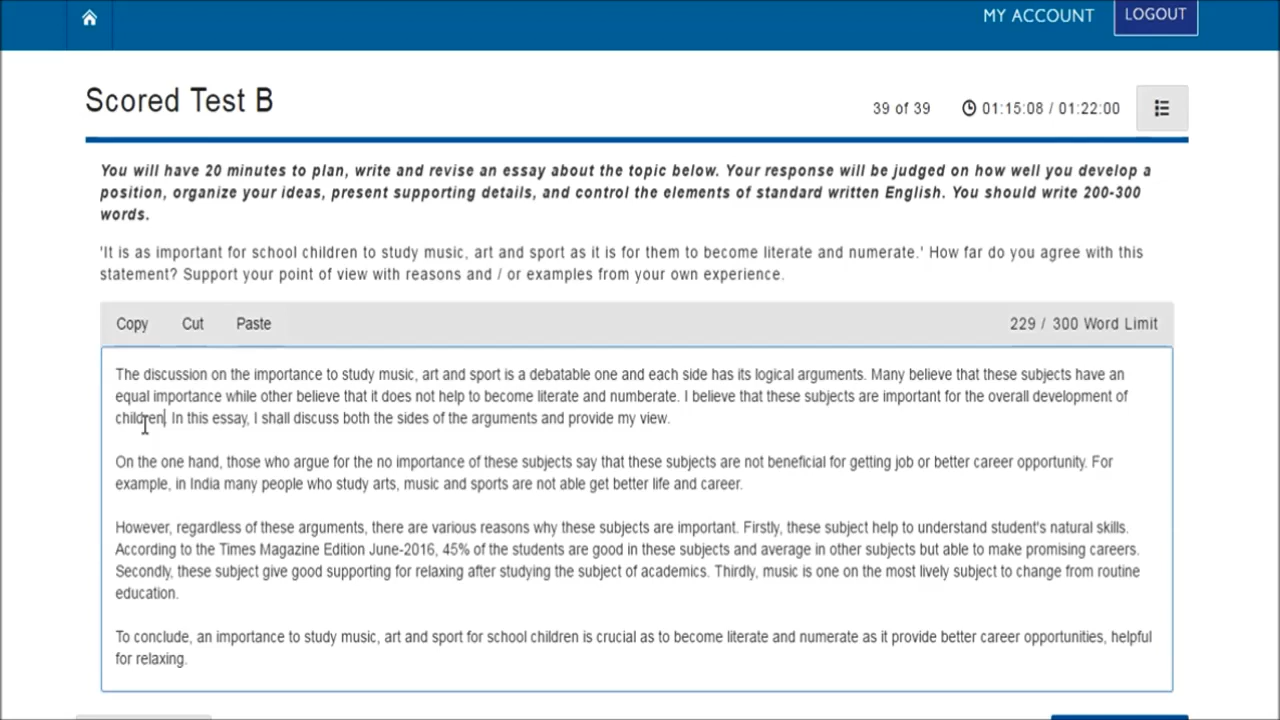 MY ACCOUNT
LOGOUT
Scored Test B
39 of 39
01:15:08 / 01:22:00
You will have 20 minutes to plan, write and revise an essay about the topic below. Your response will be judged on how well you develop a
position, organize your ideas, present supporting details, and control the elements of standard written English. You should write 200-300
words.
'It is as important for school children to study music, art and sport as it is for them to become literate and numerate.' How far do you agree with this
statement? Support your point of view with reasons and / or examples from your own experience.
Copy Cut Paste
229 / 300 Word Limit
The discussion on the importance to study music, art and sport is a debatable one and each side has its logical arguments. Many believe that these subjects have an
equal importance while other believe that it does not help to become literate and numberate. I believe that these subjects are important for the overall development of
children. In this essay, I shall discuss both the sides of the arguments and provide my view.
On the one hand, those who argue for the no importance of these subjects say that these subjects are not beneficial for getting job or better career opportunity. For
example, in India many people who study arts, music and sports are not able get better life and career.
However, regardless of these arguments, there are various reasons why these subjects are important. Firstly, these subject help to understand student's natural skills.
According to the Times Magazine Edition June-2016, 45% of the students are good in these subjects and average in other subjects but able to make promising careers.
Secondly, these subject give good supporting for relaxing after studying the subject of academics. Thirdly, music is one on the most lively subject to change from routine
education.
To conclude, an importance to study music, art and sport for school children is crucial as to become literate and numerate as it provide better career opportunities, helpful
for relaxing.